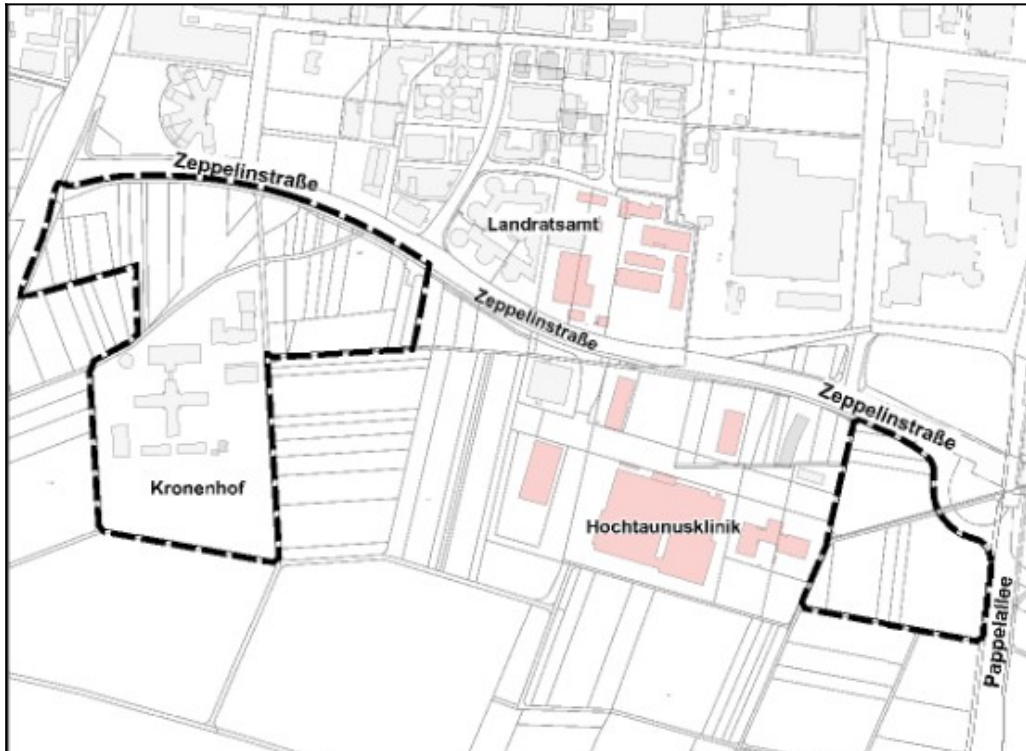 Zeppelinstraße
Landratsamt
Zeppelinstraße
Zeppelinstraße
Kronenhof
Hochtaunusklinik
Pappelallee